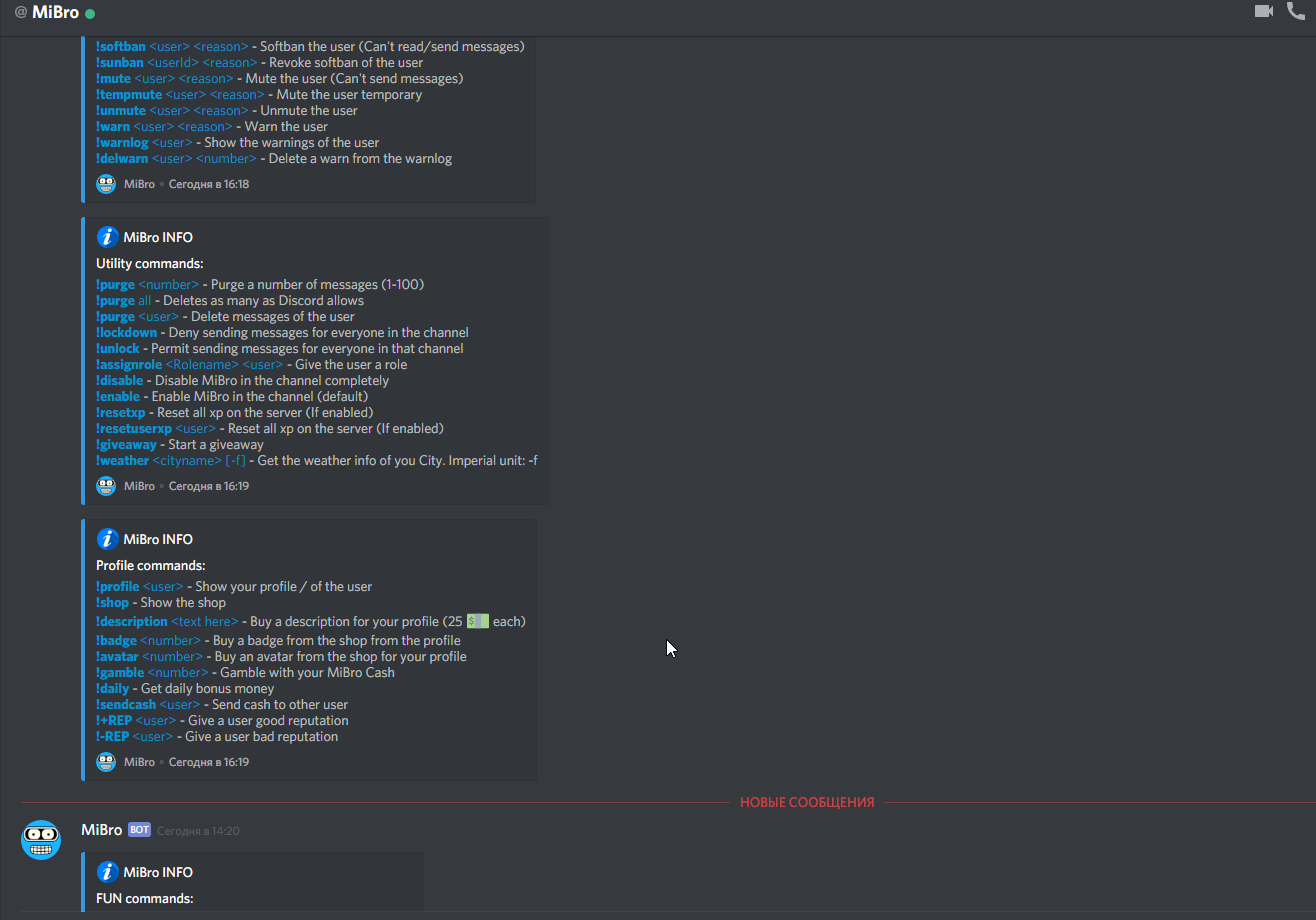 @ MiBro
!softban <user> <reason> - Softban the user (Can't read/send messages)
!sunban <userId> <reason> - Revoke softban of the user
!mute <user> <reason> - Mute the user (Can't send messages)
!tempmute <user> <reason> - Mute the user temporary
!unmute <user> <reason> - Unmute the user
!warn <user> <reason> - Warn the user
!warnlog <user> - Show the warnings of the user
!delwarn <user> <number> - Delete a warn from the warnlog
MiBro • Сегодня в 16:18
MiBro INFO
Utility commands:
!purge <number> - Purge a number of messages (1-100)
!purge all - Deletes as many as Discord allows
!purge <user> - Delete messages of the user
!lockdown - Deny sending messages for everyone in the channel
!unlock - Permit sending messages for everyone in that channel
!assignrole <Rolename> <user> - Give the user a role
!disable - Disable MiBro in the channel completely
!enable - Enable MiBro in the channel (default)
!resetxp - Reset all xp on the server (If enabled)
!resetuserxp <user> - Reset all xp on the server (If enabled)
!giveaway - Start a giveaway
!weather <cityname> [-f] - Get the weather info of you City. Imperial unit: -f
MiBro • Сегодня в 16:19
MiBro INFO
Profile commands:
!profile <user> - Show your profile / of the user
!shop - Show the shop
!description <text here> - Buy a description for your profile (25 💵 each)
!badge <number> - Buy a badge from the shop from the profile
!avatar <number> - Buy an avatar from the shop for your profile
!gamble <number> - Gamble with your MiBro Cash
!daily - Get daily bonus money
!sendcash <user> - Send cash to other user
!+REP <user> - Give a user good reputation
!-REP <user> - Give a user bad reputation
MiBro • Сегодня в 16:19
НОВЫЕ СООБЩЕНИЯ
MiBro BOT Сегодня в 14:20
MiBro INFO
FUN commands: